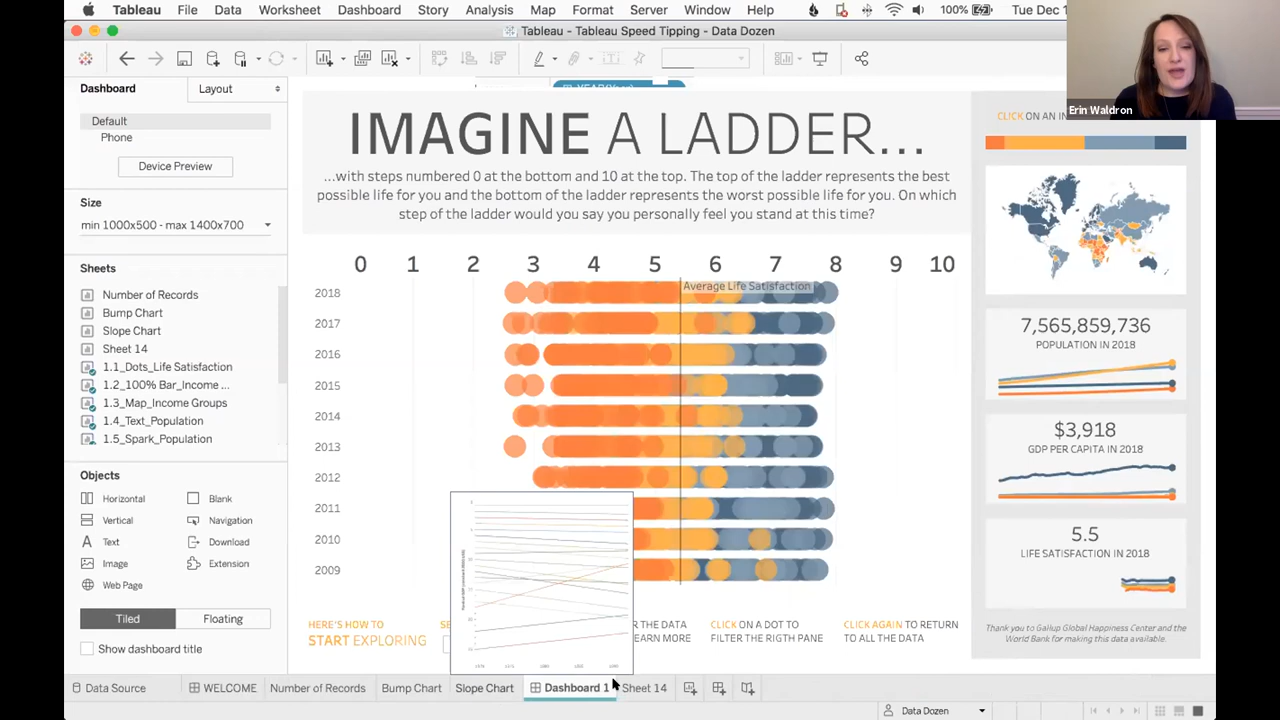 Tableau File Data Worksheet Dashboard Story Analysis Map Format Server Window Help 100% Tue Dec 1
Tableau - Tableau Speed Tipping - Data Dozen
Erin Waldron
Dashboard
Layout
Default
Phone
Device Preview
Size
min 1000x500 - max 1400x700
Sheets
Number of Records
Bump Chart
Slope Chart
Sheet 14
1.1_Dots_Life Satisfaction
1.2_100% Bar_Income ...
1.3_Map_Income Groups
1.4_Text_Population
1.5_Spark_Population
Objects
Horizontal Blank
Vertical Navigation
Text Download
Image Extension
Web Page
Tiled Floating
Show dashboard title
YEAR(Year)
IMAGINE A LADDER...
...with steps numbered 0 at the bottom and 10 at the top. The top of the ladder represents the best
possible life for you and the bottom of the ladder represents the worst possible life for you. On which
step of the ladder would you say you personally feel you stand at this time?
0 1 2 3 4 5 6 7 8 9 10
Average Life Satisfaction
2018
2017
2016
2015
2014
2013
2012
2011
2010
2009
HERE'S HOW TO
START EXPLORING
R THE DATA
EARN MORE
CLICK ON A DOT TO
FILTER THE RIGTH PANE
CLICK AGAIN TO RETURN
TO ALL THE DATA
CLICK ON AN IN
7,565,859,736
POPULATION IN 2018
$3,918
GDP PER CAPITA IN 2018
5.5
LIFE SATISFACTION IN 2018
Thank you to Gallup Global Happiness Center and the
World Bank for making this data available.
Data Source WELCOME Number of Records Bump Chart Slope Chart Dashboard 1 Sheet 14
Data Dozen